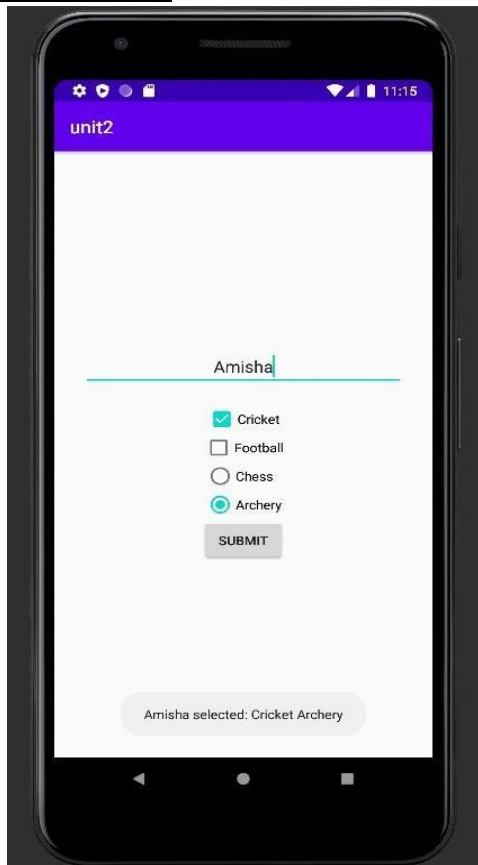 11:15
unit2
Amisha
Cricket
Football
Chess
Archery
SUBMIT
Amisha selected: Cricket Archery